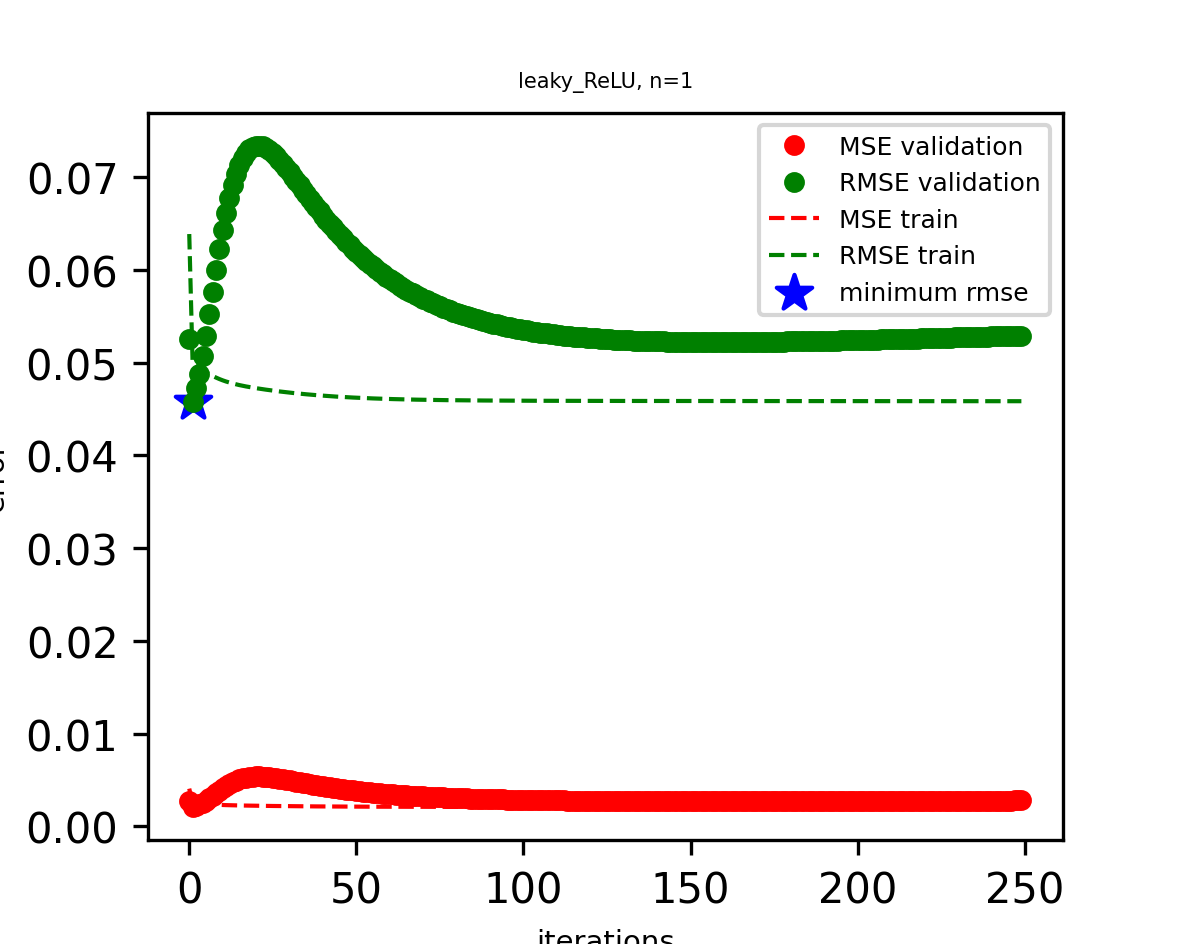 leaky_ReLU, n=1
MSE validation
RMSE validation
MSE train
RMSE train
minimum rmse
0.07
0.06
0.05
0.04
0.03
0.02
0.01
0.00
0 50 100 150 200 250
iterations